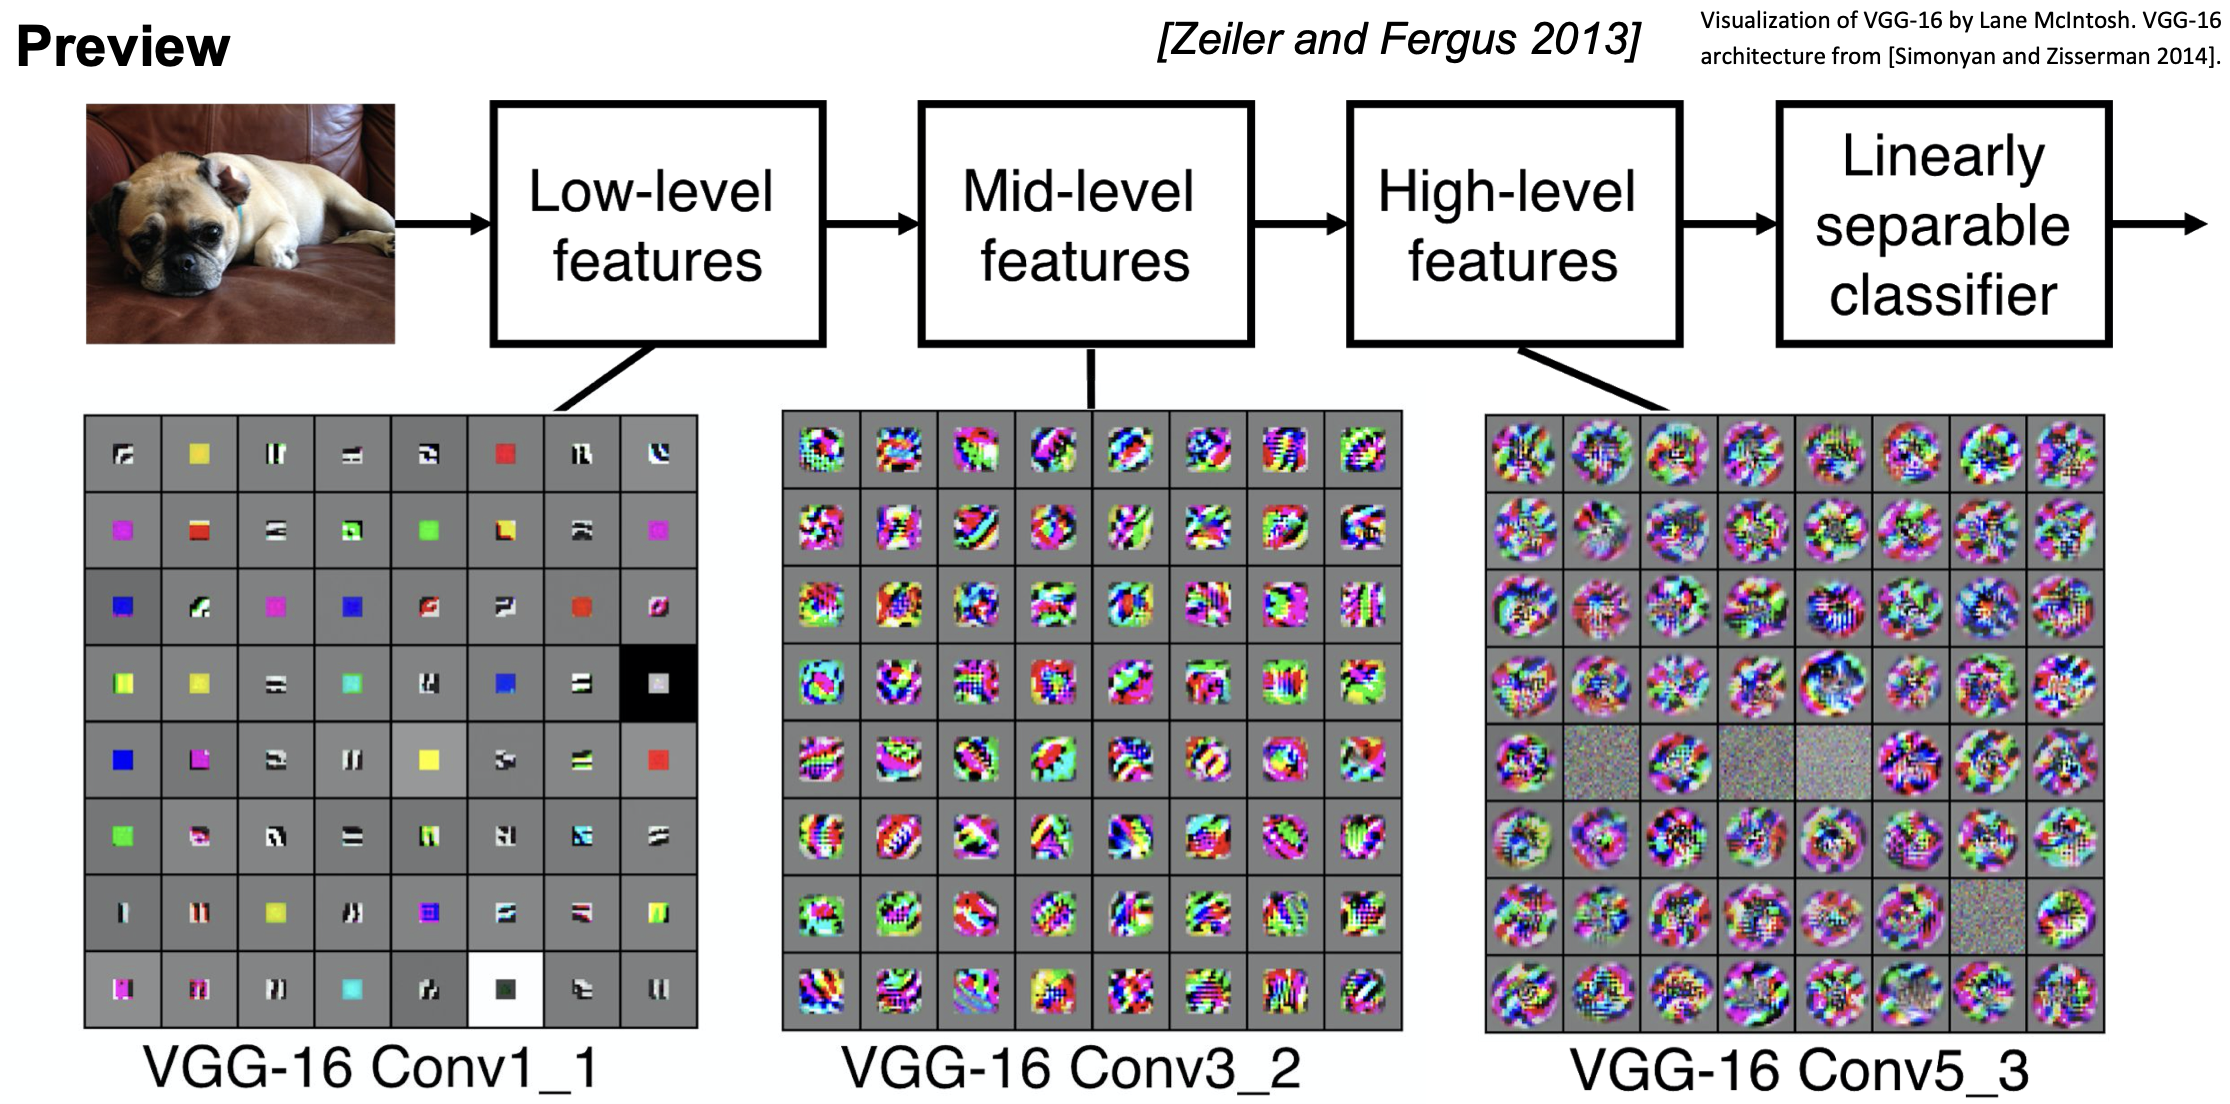 Preview
[Zeiler and Fergus 2013]
Visualization of VGG-16 by Lane McIntosh. VGG-16
architecture from [Simonyan and Zisserman 2014].
Low-level
features
Mid-level
features
High-level
features
Linearly
separable
classifier
VGG-16 Conv1_1
VGG-16 Conv3_2
VGG-16 Conv5_3